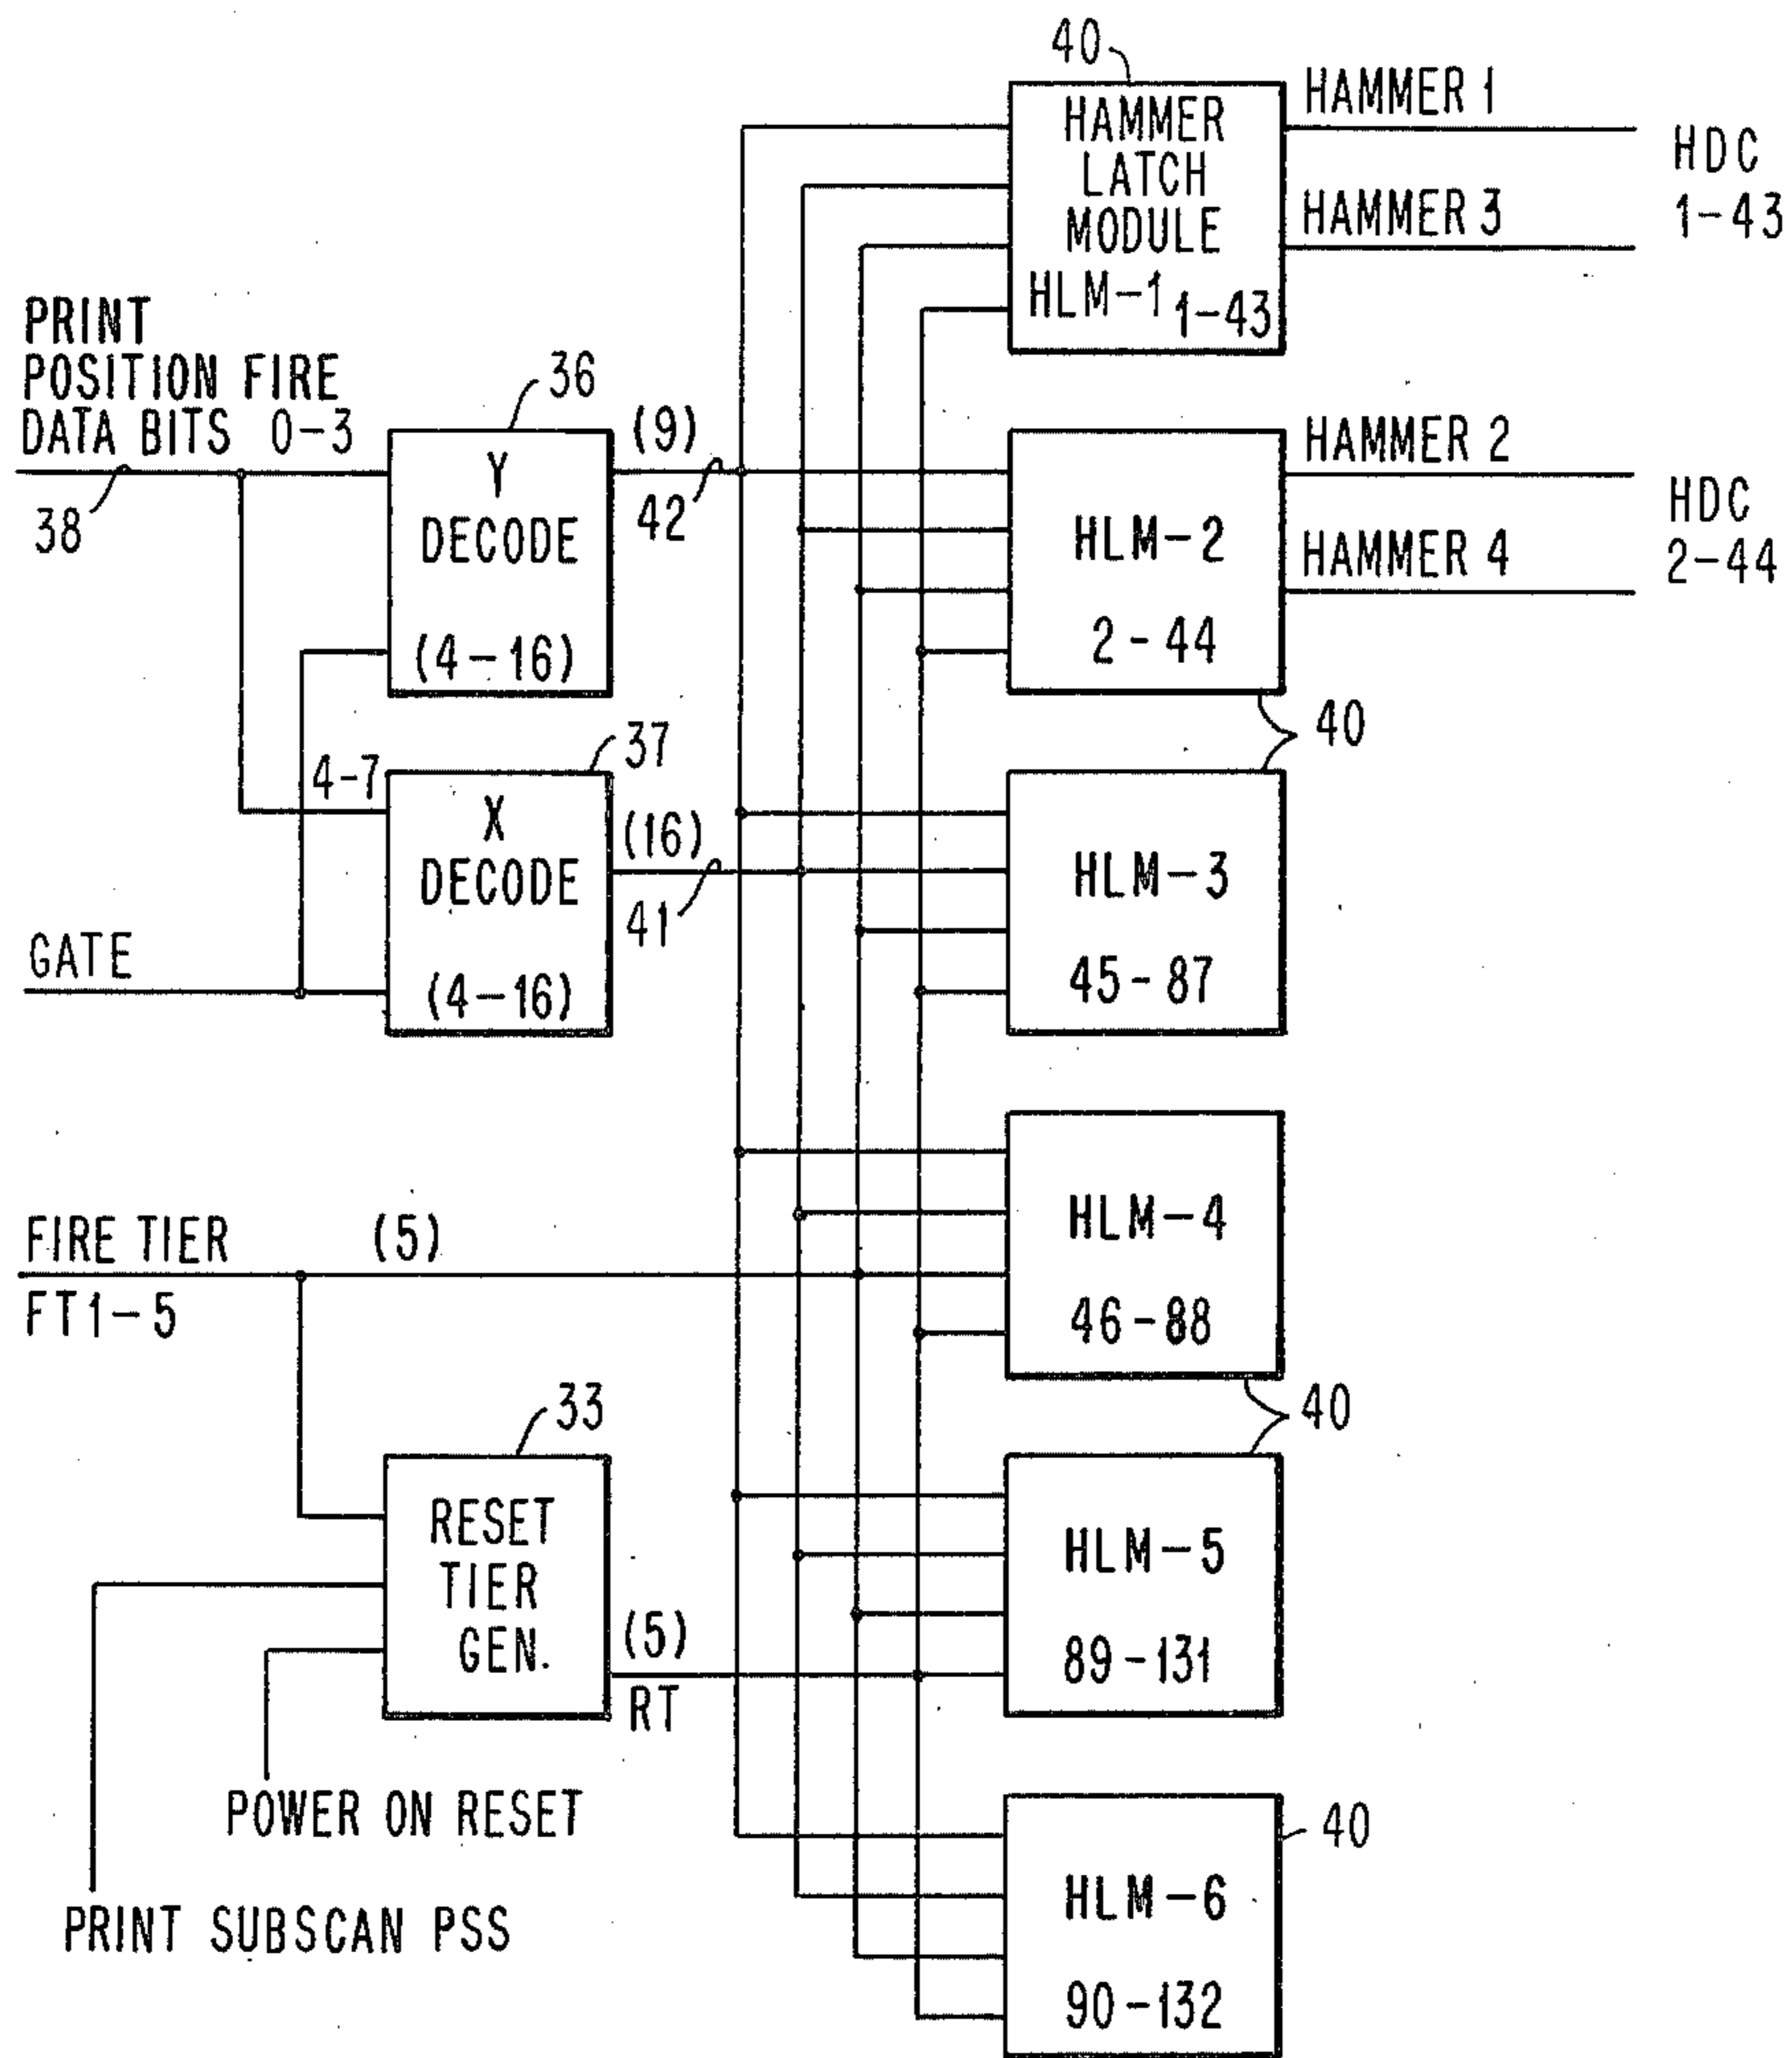 40
HAMMER
LATCH
MODULE
HLM-1 1-43
HAMMER 1
HAMMER 3
HDC
1-43
PRINT
POSITION FIRE
DATA BITS 0-3
38
36
Y
DECODE
(4-16)
(9)
42
HLM-2
2-44
HAMMER 2
HAMMER 4
HDC
2-44
40
4-7
37
X
DECODE
(4-16)
(16)
41
GATE
HLM-3
45-87
HLM-4
46-88
FIRE TIER (5)
FT1-5
40
33
RESET
TIER
GEN.
(5)
RT
HLM-5
89-131
POWER ON RESET
PRINT SUBSCAN PSS
40
HLM-6
90-132